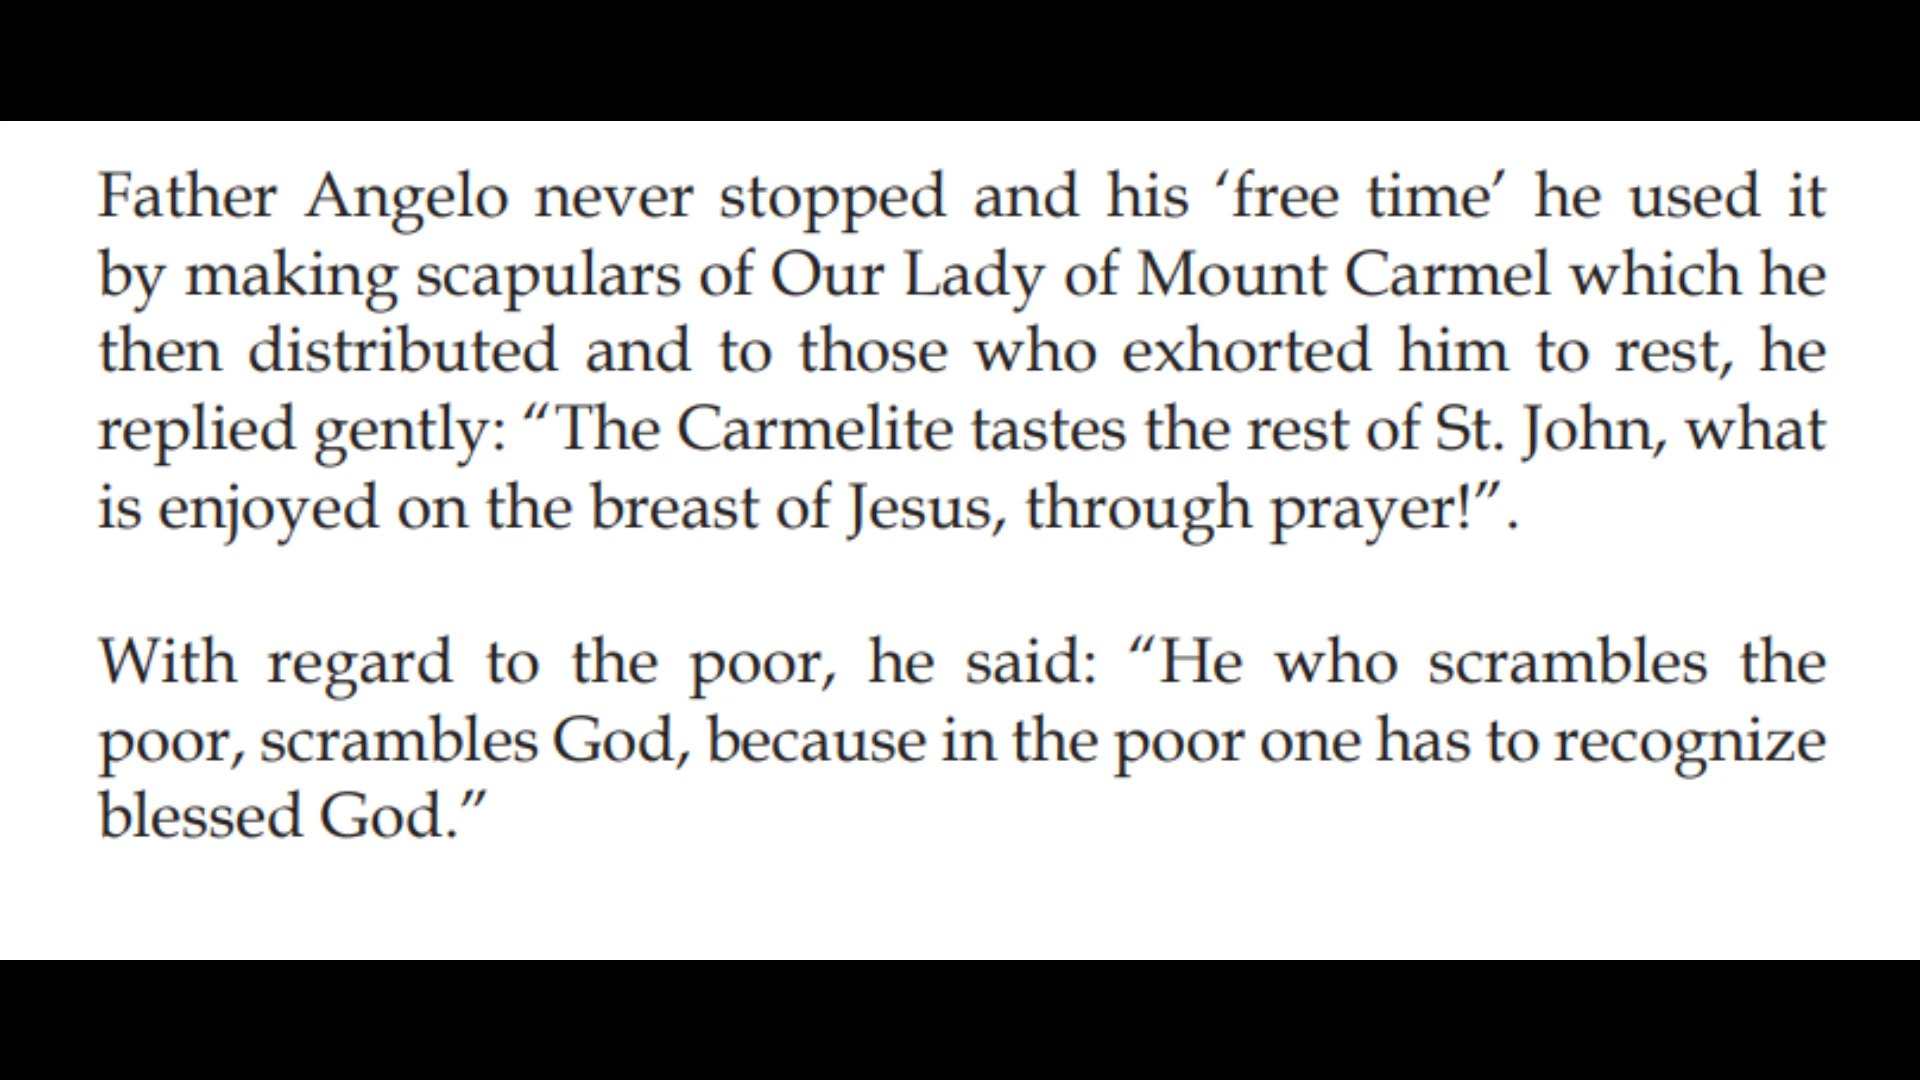 Father Angelo never stopped and his ‘free time’ he used it
by making scapulars of Our Lady of Mount Carmel which he
then distributed and to those who exhorted him to rest, he
replied gently: “The Carmelite tastes the rest of St. John, what
is enjoyed on the breast of Jesus, through prayer!”.
With regard to the poor, he said: “He who scrambles the
poor, scrambles God, because in the poor one has to recognize
blessed God.”